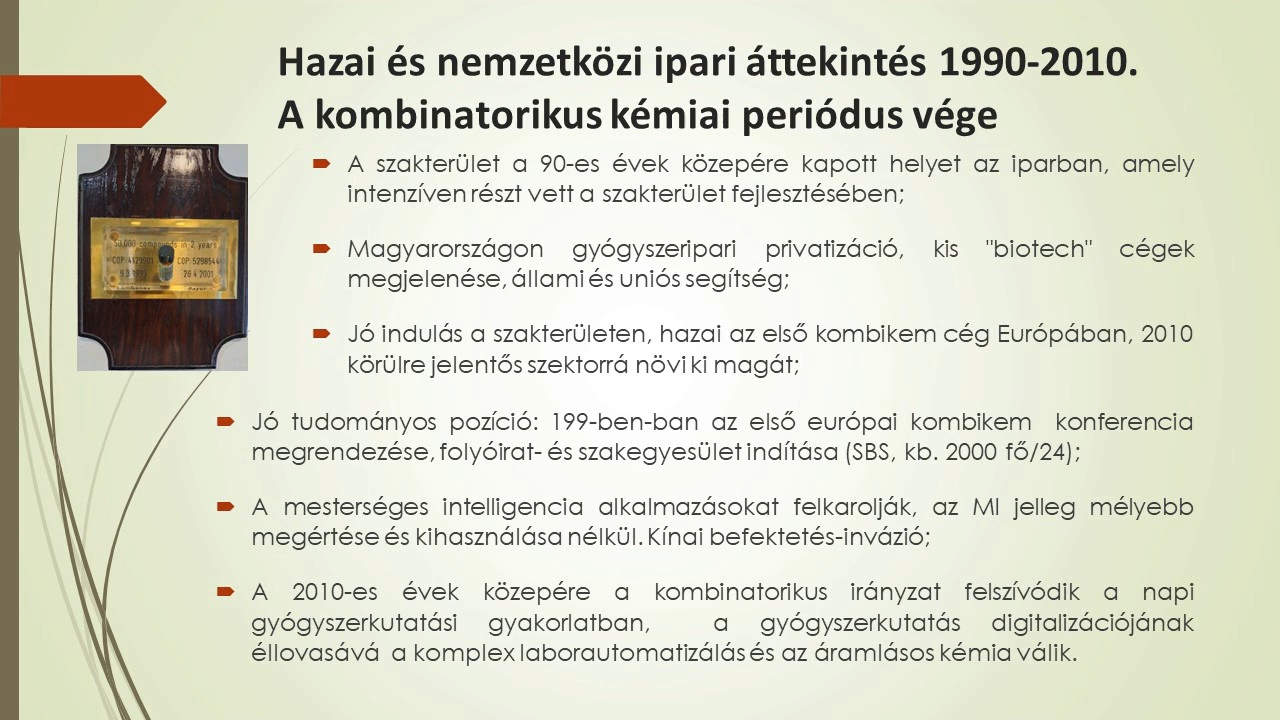 Hazai és nemzetközi ipari áttekintés 1990-2010.
A kombinatorikus kémiai periódus vége
A szakterület a 90-es évek közepére kapott helyet az iparban, amely
intenzíven részt vett a szakterület fejlesztésében;
Magyarországon gyógyszeripari privatizáció, kis "biotech" cégek
megjelenése, állami és uniós segítség;
Jó indulás a szakterületen, hazai az első kombikem cég Európában, 2010
körülre jelentős szektorrá növi ki magát;
Jó tudományos pozíció: 199-ben-ban az első európai kombikem konferencia
megrendezése, folyóirat- és szakegyesület indítása (SBS, kb. 2000 fő/24);
A mesterséges intelligencia alkalmazásokat felkarolják, az MI jelleg mélyebb
megértése és kihasználása nélkül. Kínai befektetés-invázió;
A 2010-es évek közepére a kombinatorikus irányzat felszívódik a napi
gyógyszerkutatási gyakorlatban, a gyógyszerkutatás digitalizációjának
éllovasává a komplex laborautomatizálás és az áramlásos kémia válik.
50,000 compounds in 2 years
COP 5298544
26.4.2001